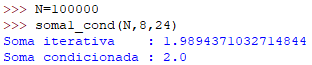 >>> N=100000
>>> somal_cond(N,8,24)
Soma iterativa    : 1.9894371032714844
Soma condicionada : 2.0